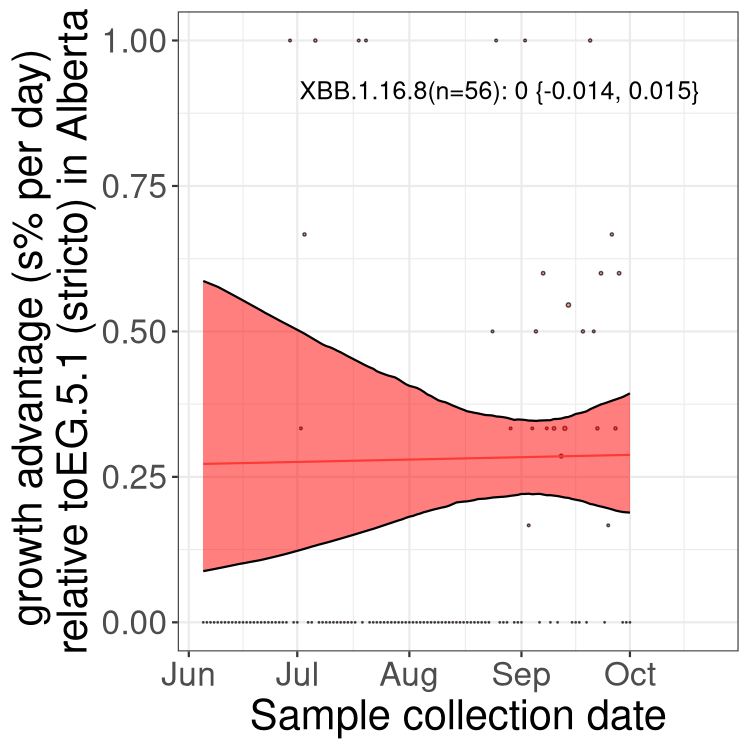 growth advantage (s% per day)
relative toEG.5.1 (stricto) in Alberta
1.00
0.75
0.50
0.25
0.00
XBB.1.16.8(n=56): 0 {-0.014, 0.015}
Jun Jul Aug Sep Oct
Sample collection date